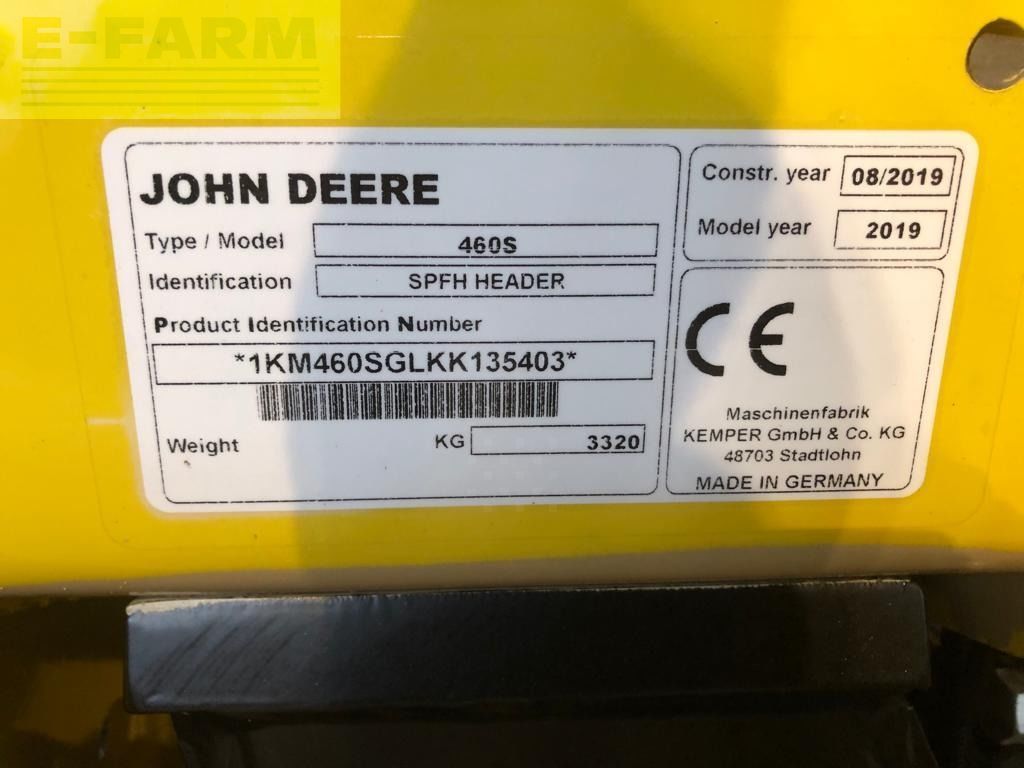 E-FARM
JOHN DEERE
Type / Model 460S
Identification SPFH HEADER
Product Identification Number
*1KM460SGLKK135403*
Weight KG 3320
Constr. year 08/2019
Model year 2019
CE
Maschinenfabrik
KEMPER GmbH & Co. KG
48703 Stadtlohn
MADE IN GERMANY